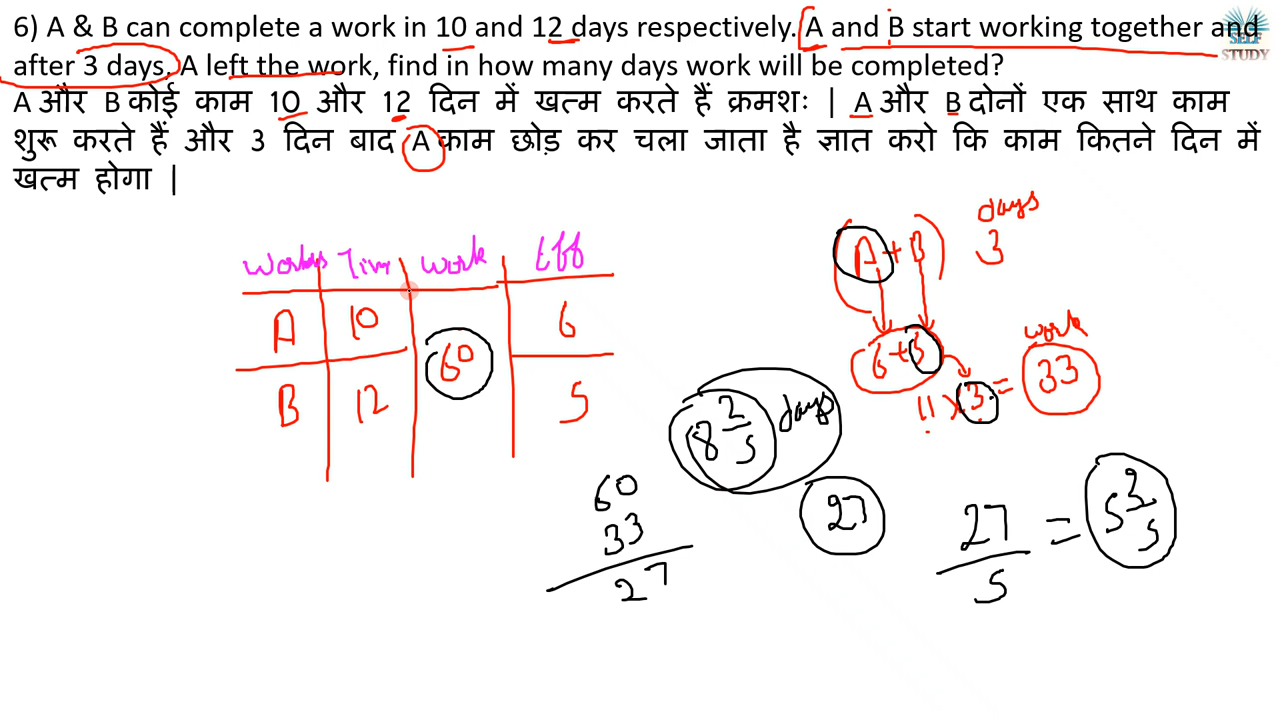 6) A & B can complete a work in 10 and 12 days respectively. A and B start working together and
after 3 days, A left the work, find in how many days work will be completed?
A और B कोई काम 10 और 12 दिन में खत्म करते हैं क्रमशः | A और B दोनों एक साथ काम
शुरू करते हैं और 3 दिन बाद A काम छोड़ कर चला जाता है ज्ञात करो कि काम कितने दिन में
खत्म होगा |
SELF
STUDY
Time work Eff
A 10 60 6
B 12 5
days
(A + B) 3
6 + 5
work
11 × 3 = 33
8 2/5 days
60
33
27
27
27/5 = 5 2/5